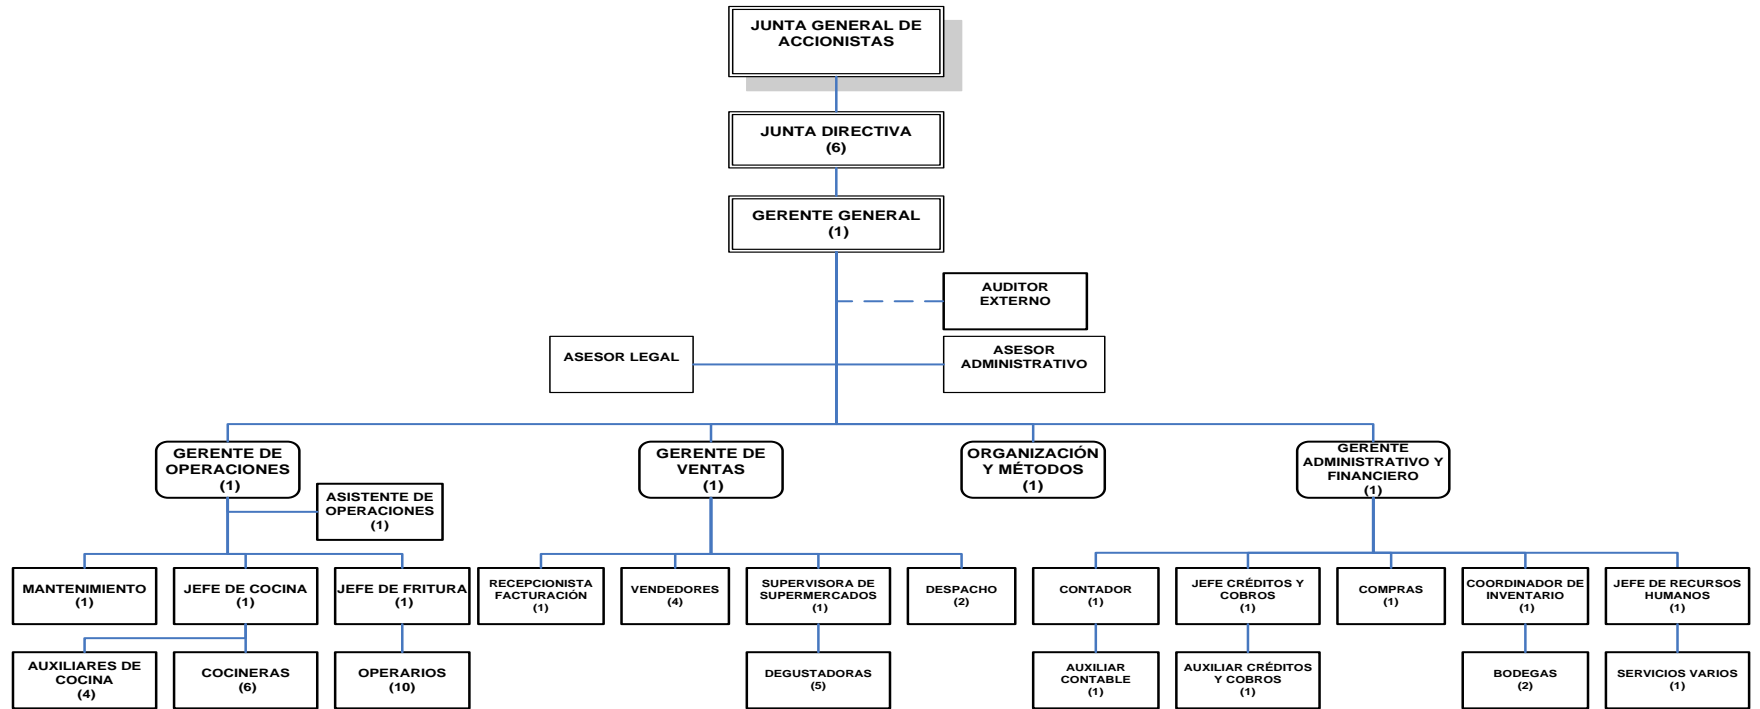 JUNTA GENERAL DE
ACCIONISTAS
JUNTA DIRECTIVA
(6)
GERENTE GENERAL
(1)
AUDITOR
EXTERNO
ASESOR LEGAL
ASESOR
ADMINISTRATIVO
GERENTE DE
OPERACIONES
(1)
GERENTE DE
VENTAS
(1)
ORGANIZACIÓN
Y MÉTODOS
(1)
GERENTE
ADMINISTRATIVO Y
FINANCIERO
(1)
ASISTENTE DE
OPERACIONES
(1)
MANTENIMIENTO
(1)
JEFE DE COCINA
(1)
JEFE DE FRITURA
(1)
RECEPCIONISTA
FACTURACIÓN
(1)
VENDEDORES
(4)
SUPERVISORA DE
SUPERMERCADOS
(1)
DESPACHO
(2)
CONTADOR
(1)
JEFE CRÉDITOS Y
COBROS
(1)
COMPRAS
(1)
COORDINADOR DE
INVENTARIO
(1)
JEFE DE RECURSOS
HUMANOS
(1)
AUXILIARES DE
COCINA
(4)
COCINERAS
(6)
OPERARIOS
(10)
DEGUSTADORAS
(5)
AUXILIAR
CONTABLE
(1)
AUXILIAR CRÉDITOS
Y COBROS
(1)
BODEGAS
(2)
SERVICIOS VARIOS
(1)